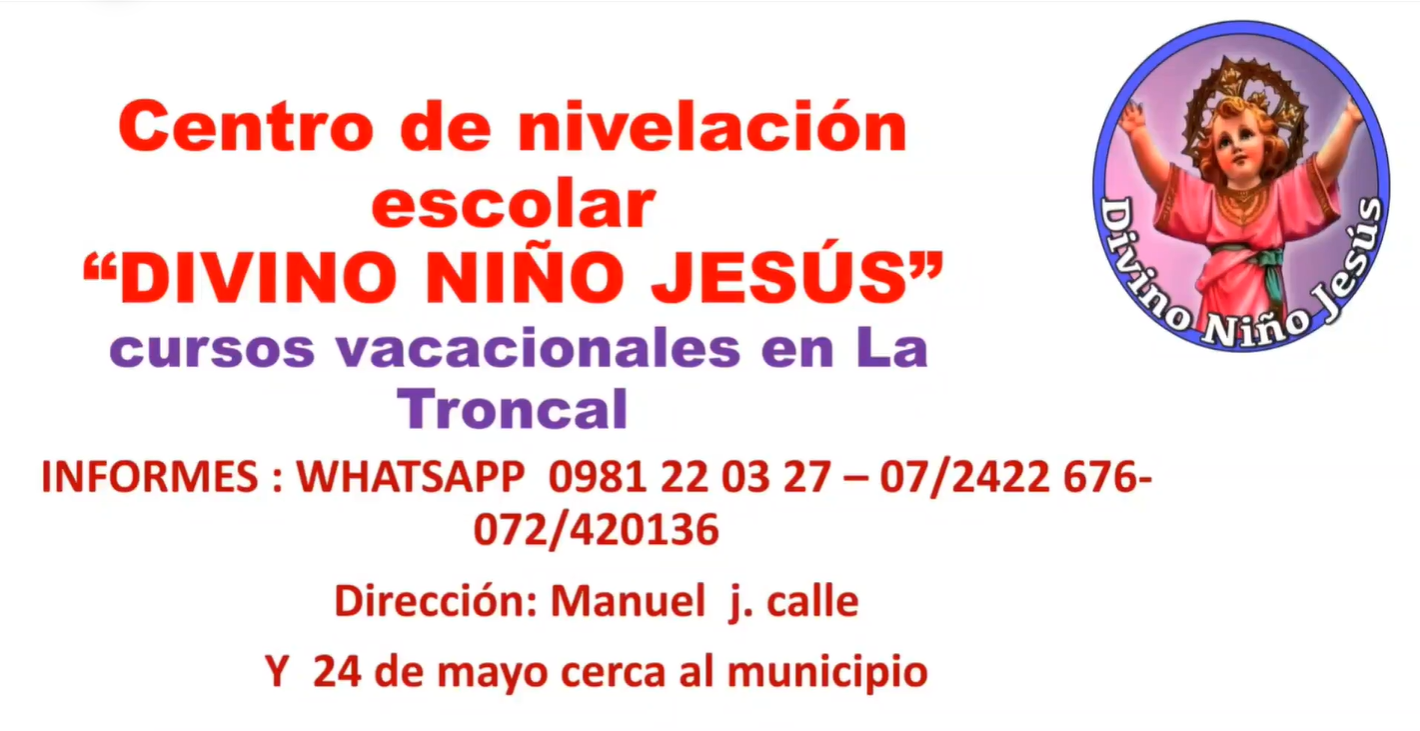 Centro de nivelación
escolar
“DIVINO NIÑO JESÚS”
cursos vacacionales en La
Troncal
INFORMES : WHATSAPP 0981 22 03 27 – 07/2422 676-
072/420136
Dirección: Manuel j. calle
Y 24 de mayo cerca al municipio
Divino Niño Jesús